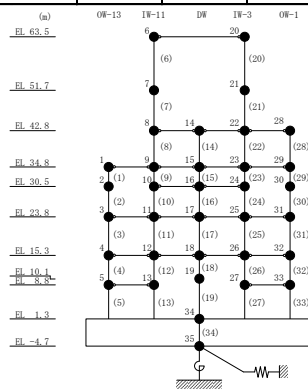 (m) OW-13 IW-11 DW IW-3 OW-1
EL 63.5 6 20
(6) (20)
EL 51.7 7 21
(7) (21)
EL 42.8 8 14 22 28
(8) (14) (22) (28)
EL 34.8 1 9 15 23 29
(1) (9) (15) (23) (29)
EL 30.5 2 10 16 24 30
(2) (10) (16) (24) (30)
EL 23.8 3 11 17 25 31
(3) (11) (17) (25) (31)
EL 15.3 4 12 18 26 32
(4) (12) (18) (26) (32)
EL 10.1 19
EL 8.8 5 13 27 33
(5) (13) (19) (27) (33)
EL 1.3 34
(34)
EL -4.7 35